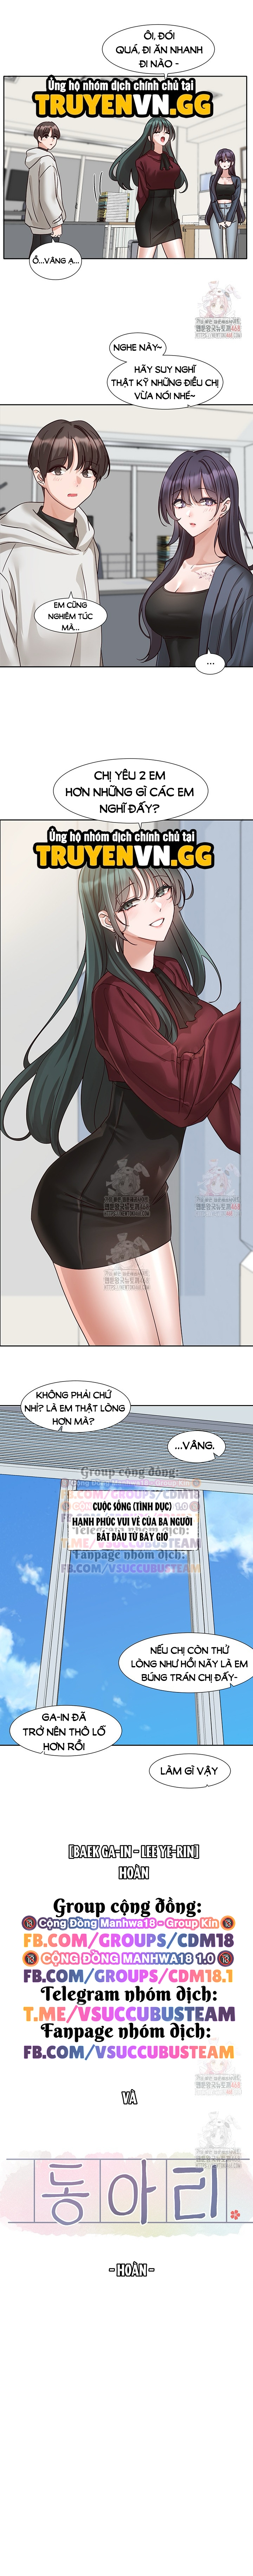 ÔI, ĐÓI
QUÁ, ĐI ĂN NHANH
ĐI NÀO -
Ủng hộ nhóm dịch chính chủ tại
TRUYENVN.GG
Ồ...VÂNG Ạ...
NGHE NÀY~
HÃY SUY NGHĨ
THẬT KỸ NHỮNG ĐIỀU CHỊ
VỪA NÓI NHÉ~
EM CŨNG
NGHIÊM TÚC
MÀ...
...
CHỊ YÊU 2 EM
HƠN NHỮNG GÌ CÁC EM
NGHĨ ĐẤY?
Ủng hộ nhóm dịch chính chủ tại
TRUYENVN.GG
KHÔNG PHẢI CHỨ
NHỈ? LÀ EM THẬT LÒNG
HƠN MÀ?
...VÂNG.
Group cộng đồng:
FB.COM/GROUPS/CDM18
CUỘC SỐNG (TÌNH DỤC)
HẠNH PHÚC VUI VẺ CỦA BA NGƯỜI
BẮT ĐẦU TỪ BÂY GIỜ
Fanpage nhóm dịch:
FB.COM/VSUCCUBUSTEAM
NẾU CHỊ CÒN THỬ
LÒNG NHƯ HỒI NÃY LÀ EM
BÚNG TRÁN CHỊ ĐẤY-
GA-IN ĐÃ
TRỞ NÊN THÔ LỖ
HƠN RỒI
LÀM GÌ VẬY
[BAEK GA-IN - LEE YE-RIN]
HOÀN
Group cộng đồng:
Cộng Đồng Manhwa18 - Group Kín
FB.COM/GROUPS/CDM18
CỘNG ĐỒNG MANHWA18 1.0
FB.COM/GROUPS/CDM18.1
Telegram nhóm dịch:
T.ME/VSUCCUBUSTEAM
Fanpage nhóm dịch:
FB.COM/VSUCCUBUSTEAM
VÀ
동아리
- HOÀN -